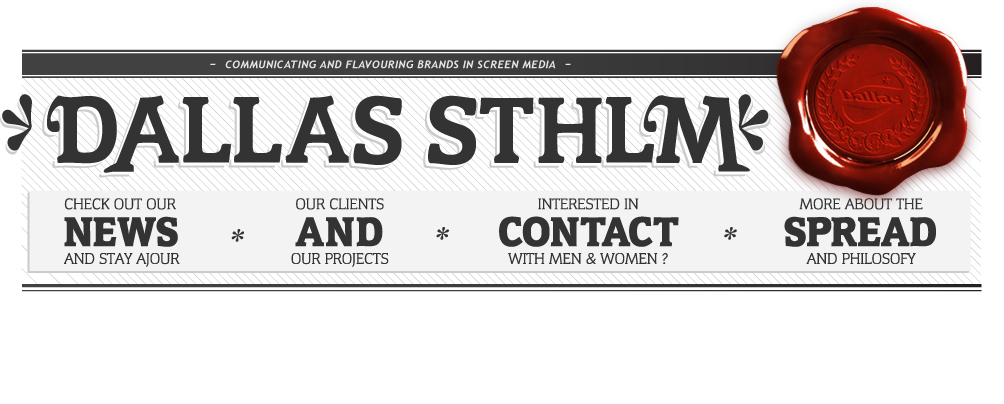 – COMMUNICATING AND FLAVOURING BRANDS IN SCREEN MEDIA –
DALLAS STHLM
Dallas
CHECK OUT OUR
NEWS
AND STAY AJOUR
*
OUR CLIENTS
AND
OUR PROJECTS
*
INTERESTED IN
CONTACT
WITH MEN & WOMEN ?
*
MORE ABOUT THE
SPREAD
AND PHILOSOFY